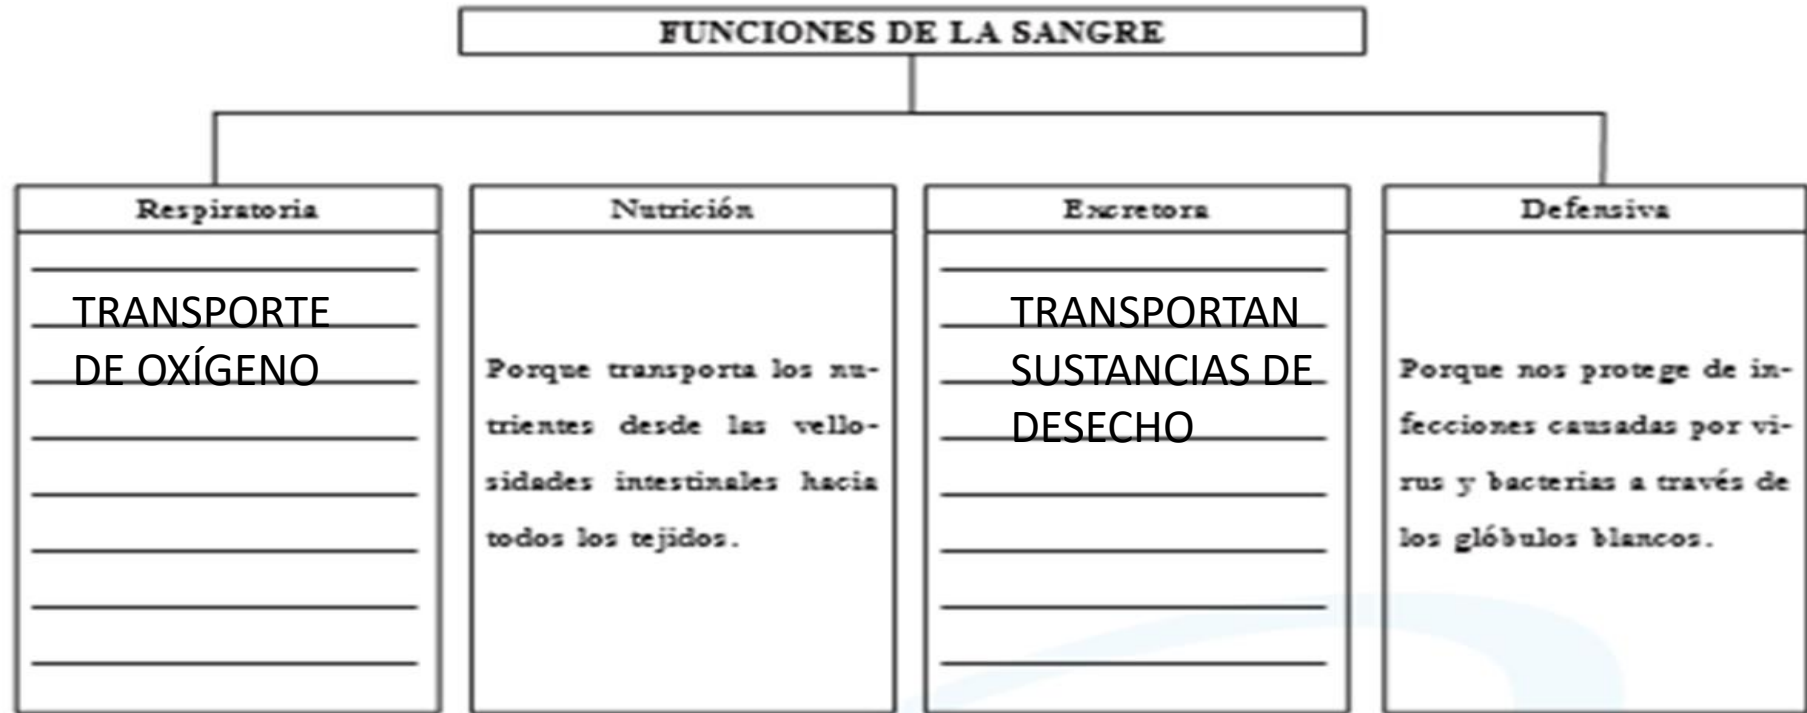 FUNCIONES DE LA SANGRE
Respiratoria
TRANSPORTE
DE OXÍGENO
Nutrición
Porque transporta los nu-
trientes desde las vello-
sidades intestinales hacia
todos los tejidos.
Excretora
TRANSPORTAN
SUSTANCIAS DE
DESECHO
Defensiva
Porque nos protege de in-
fecciones causadas por vi-
rus y bacterias a través de
los glóbulos blancos.